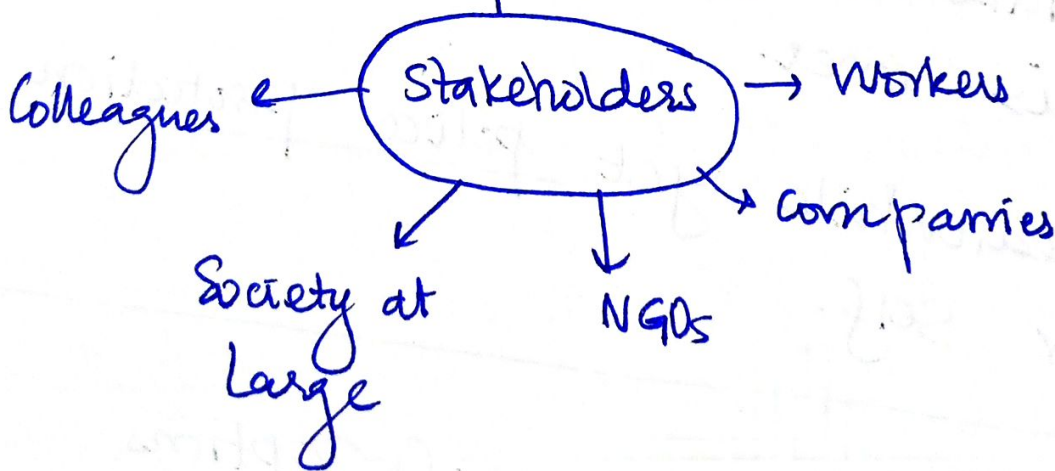 Stakeholders
Colleagues
Workers
Companies
Society at
Large
NGOs